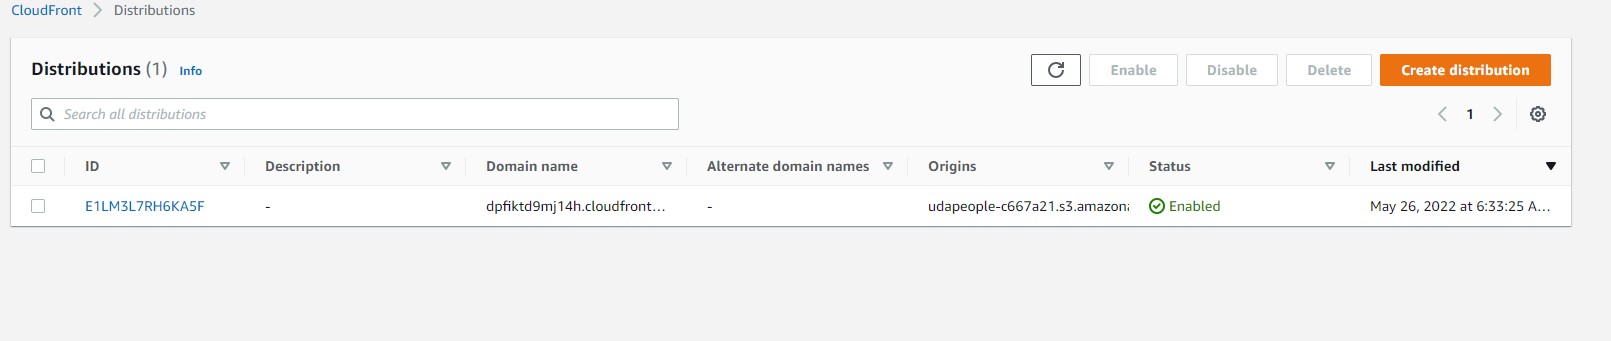 CloudFront > Distributions
Distributions (1) Info
Enable Disable Delete Create distribution
Search all distributions
1
ID Description Domain name Alternate domain names Origins Status Last modified
E1LM3L7RH6KA5F - dpfiktd9mj14h.cloudfront... - udapeople-c667a21.s3.amazona Enabled May 26, 2022 at 6:33:25 A...